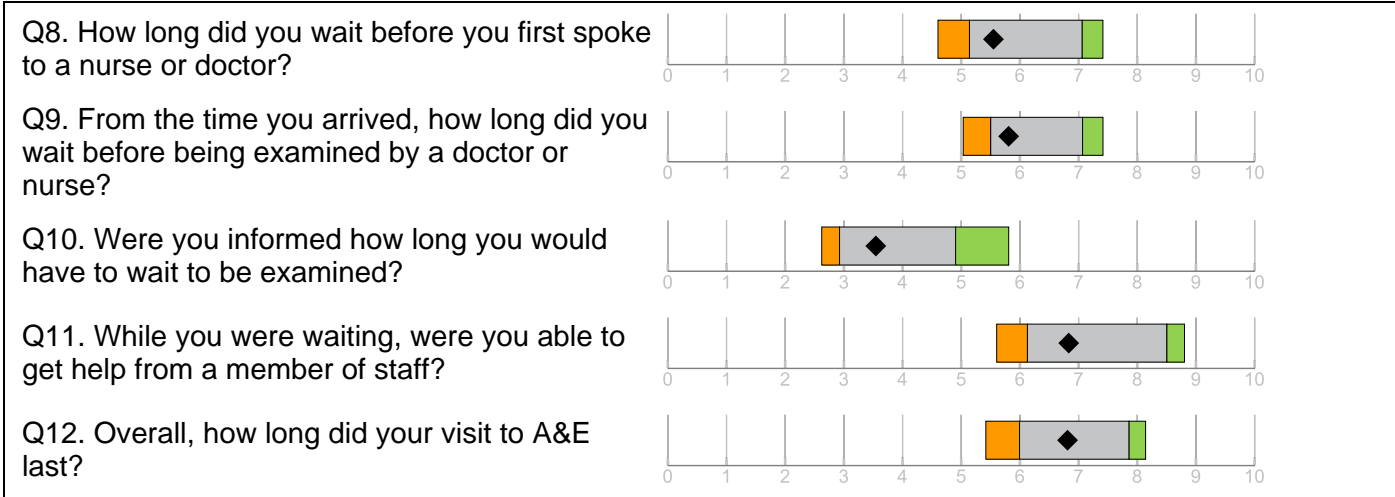 Q8. How long did you wait before you first spoke
to a nurse or doctor?
0 1 2 3 4 5 6 7 8 9 10
Q9. From the time you arrived, how long did you
wait before being examined by a doctor or
nurse?
0 1 2 3 4 5 6 7 8 9 10
Q10. Were you informed how long you would
have to wait to be examined?
0 1 2 3 4 5 6 7 8 9 10
Q11. While you were waiting, were you able to
get help from a member of staff?
0 1 2 3 4 5 6 7 8 9 10
Q12. Overall, how long did your visit to A&E
last?
0 1 2 3 4 5 6 7 8 9 10